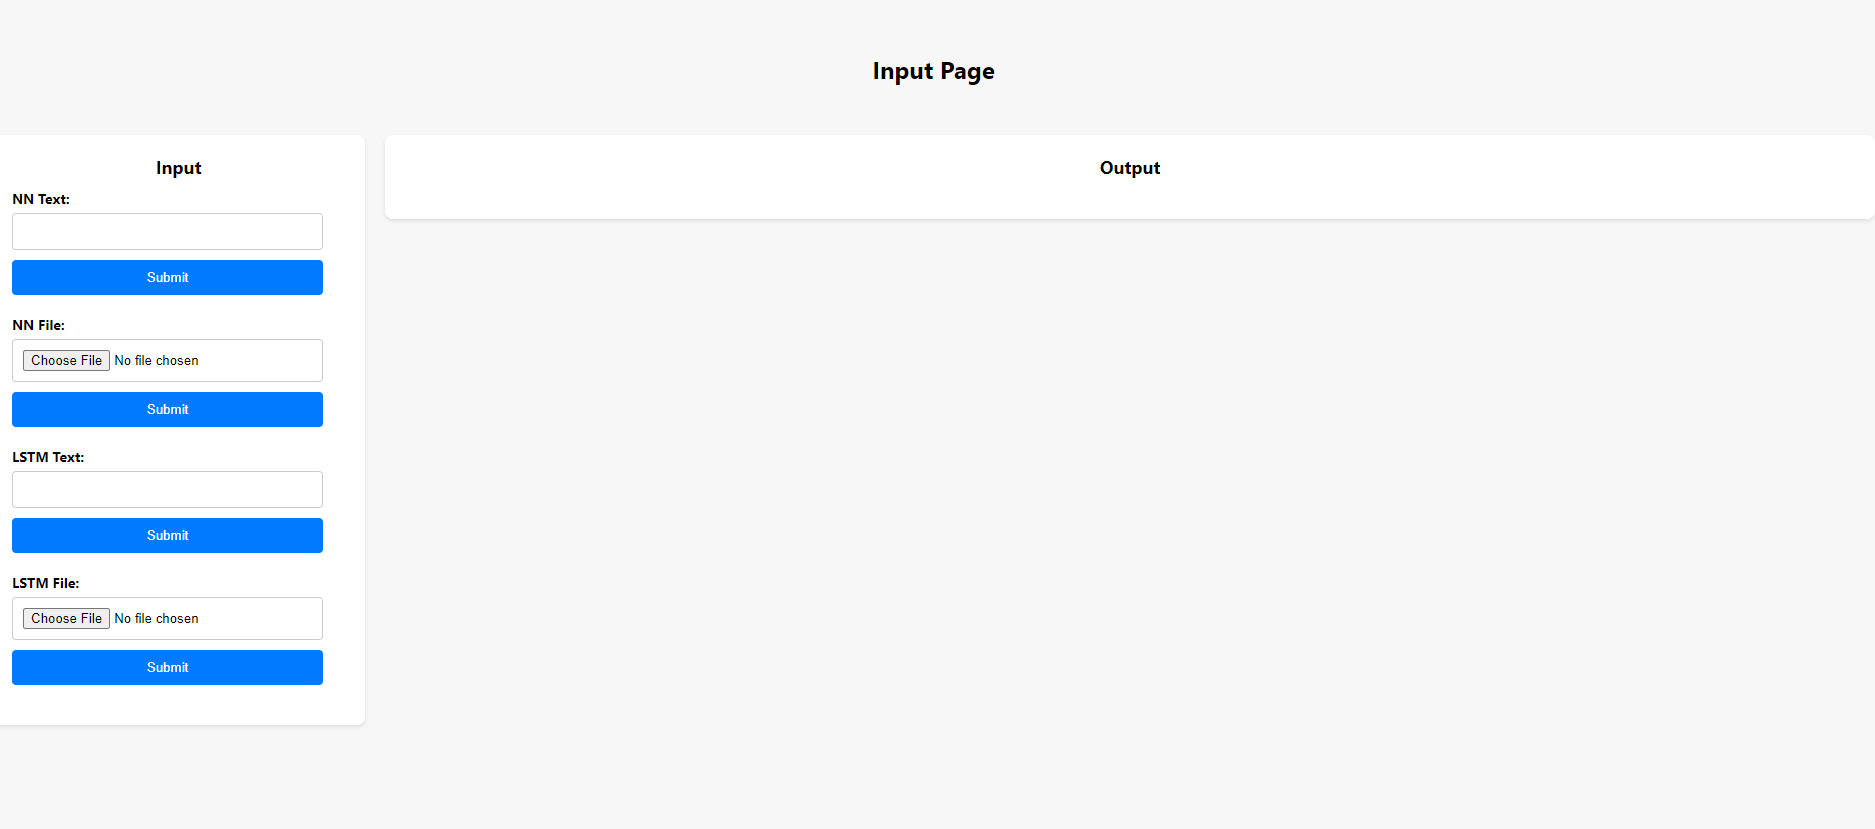 Input Page
Input
NN Text:
Submit
NN File:
Choose File No file chosen
Submit
LSTM Text:
Submit
LSTM File:
Choose File No file chosen
Submit
Output